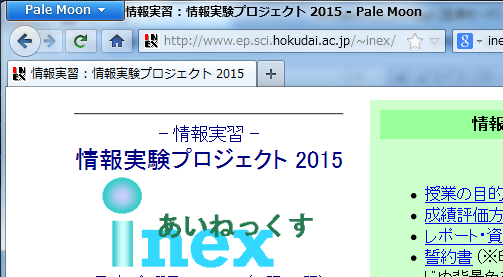 Pale Moon
情報実習：情報実験プロジェクト 2015 - Pale Moon
http://www.ep.sci.hokudai.ac.jp/~inex/
8
ine
情報実習：情報実験プロジェクト 2015
－情報実習－
情報実験プロジェクト 2015
あいねっくす
inex
情報
授業の目的
成績評価方
レポート・資
誓約書 (※